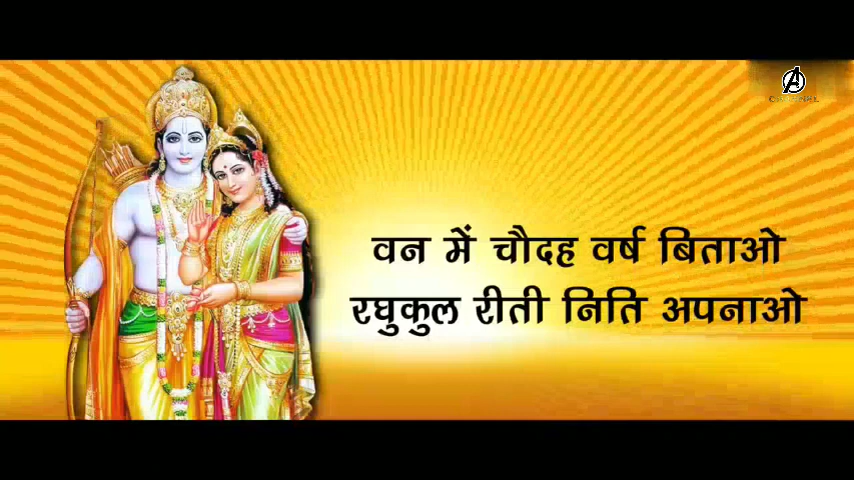 वन में चौदह वर्ष बिताओ
रघुकुल रीती निति अपनाओ